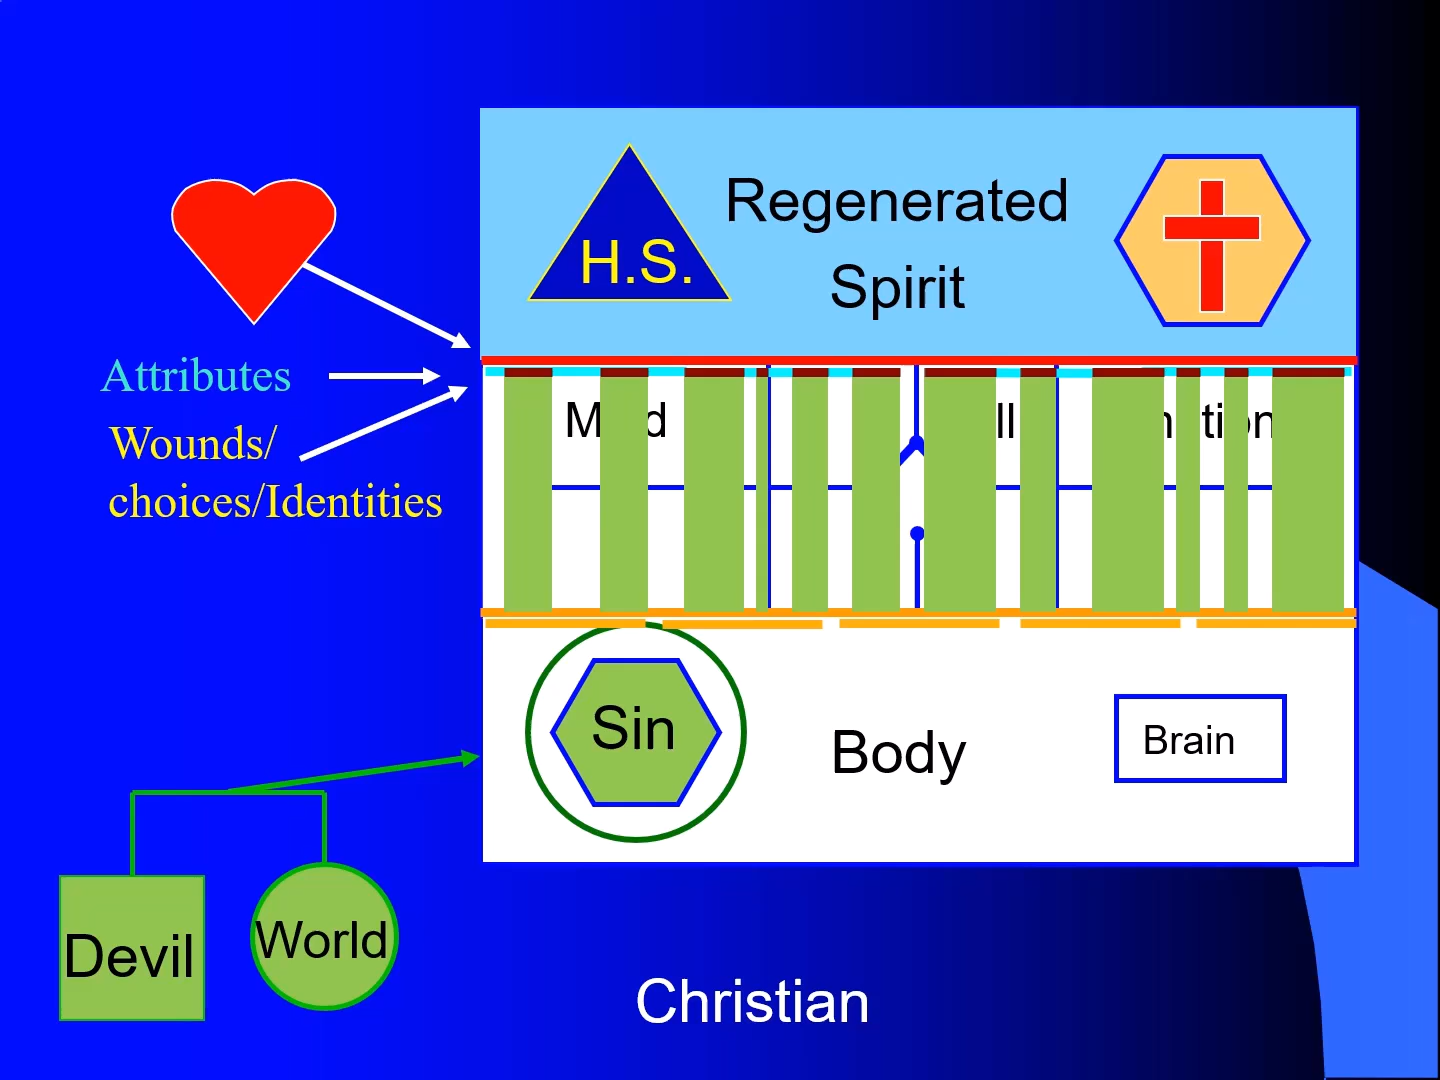 H.S.
Regenerated
Spirit
Attributes
Wounds/
choices/Identities
Sin
Body
Brain
Devil
World
Christian